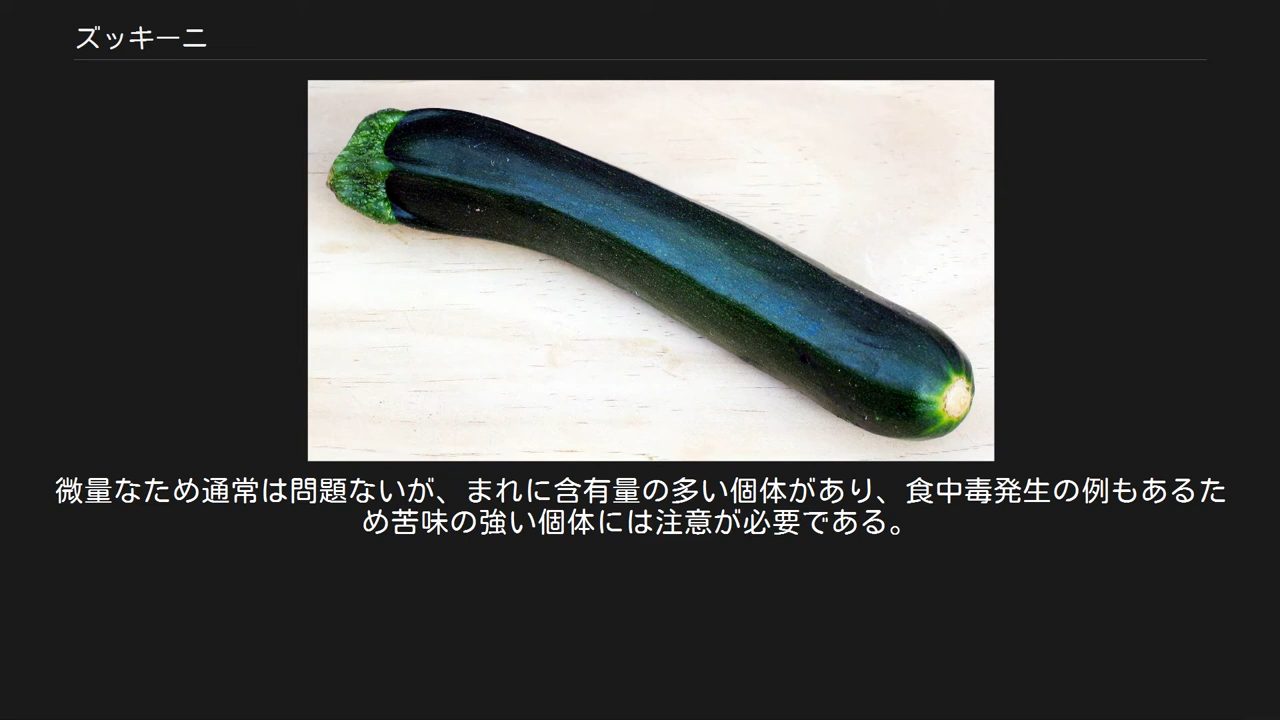 ズッキーニ
微量なため通常は問題ないが、まれに含有量の多い個体があり、食中毒発生の例もあるた
め苦味の強い個体には注意が必要である。